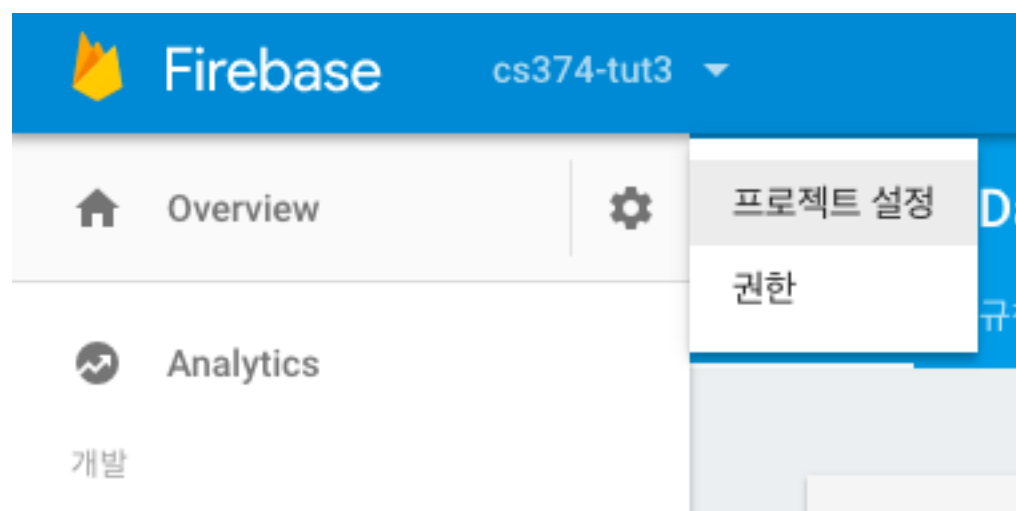 Firebase cs374-tut3
Overview
프로젝트 설정
권한
Analytics
개발